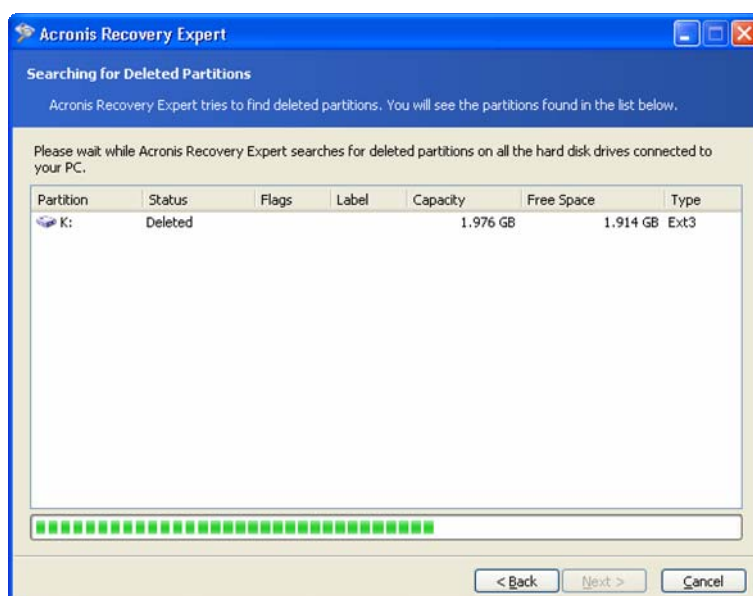 Acronis Recovery Expert
Searching for Deleted Partitions
Acronis Recovery Expert tries to find deleted partitions. You will see the partitions found in the list below.
Please wait while Acronis Recovery Expert searches for deleted partitions on all the hard disk drives connected to
your PC.
Partition Status Flags Label Capacity Free Space Type
K: Deleted 1.976 GB 1.914 GB Ext3
< Back Next > Cancel